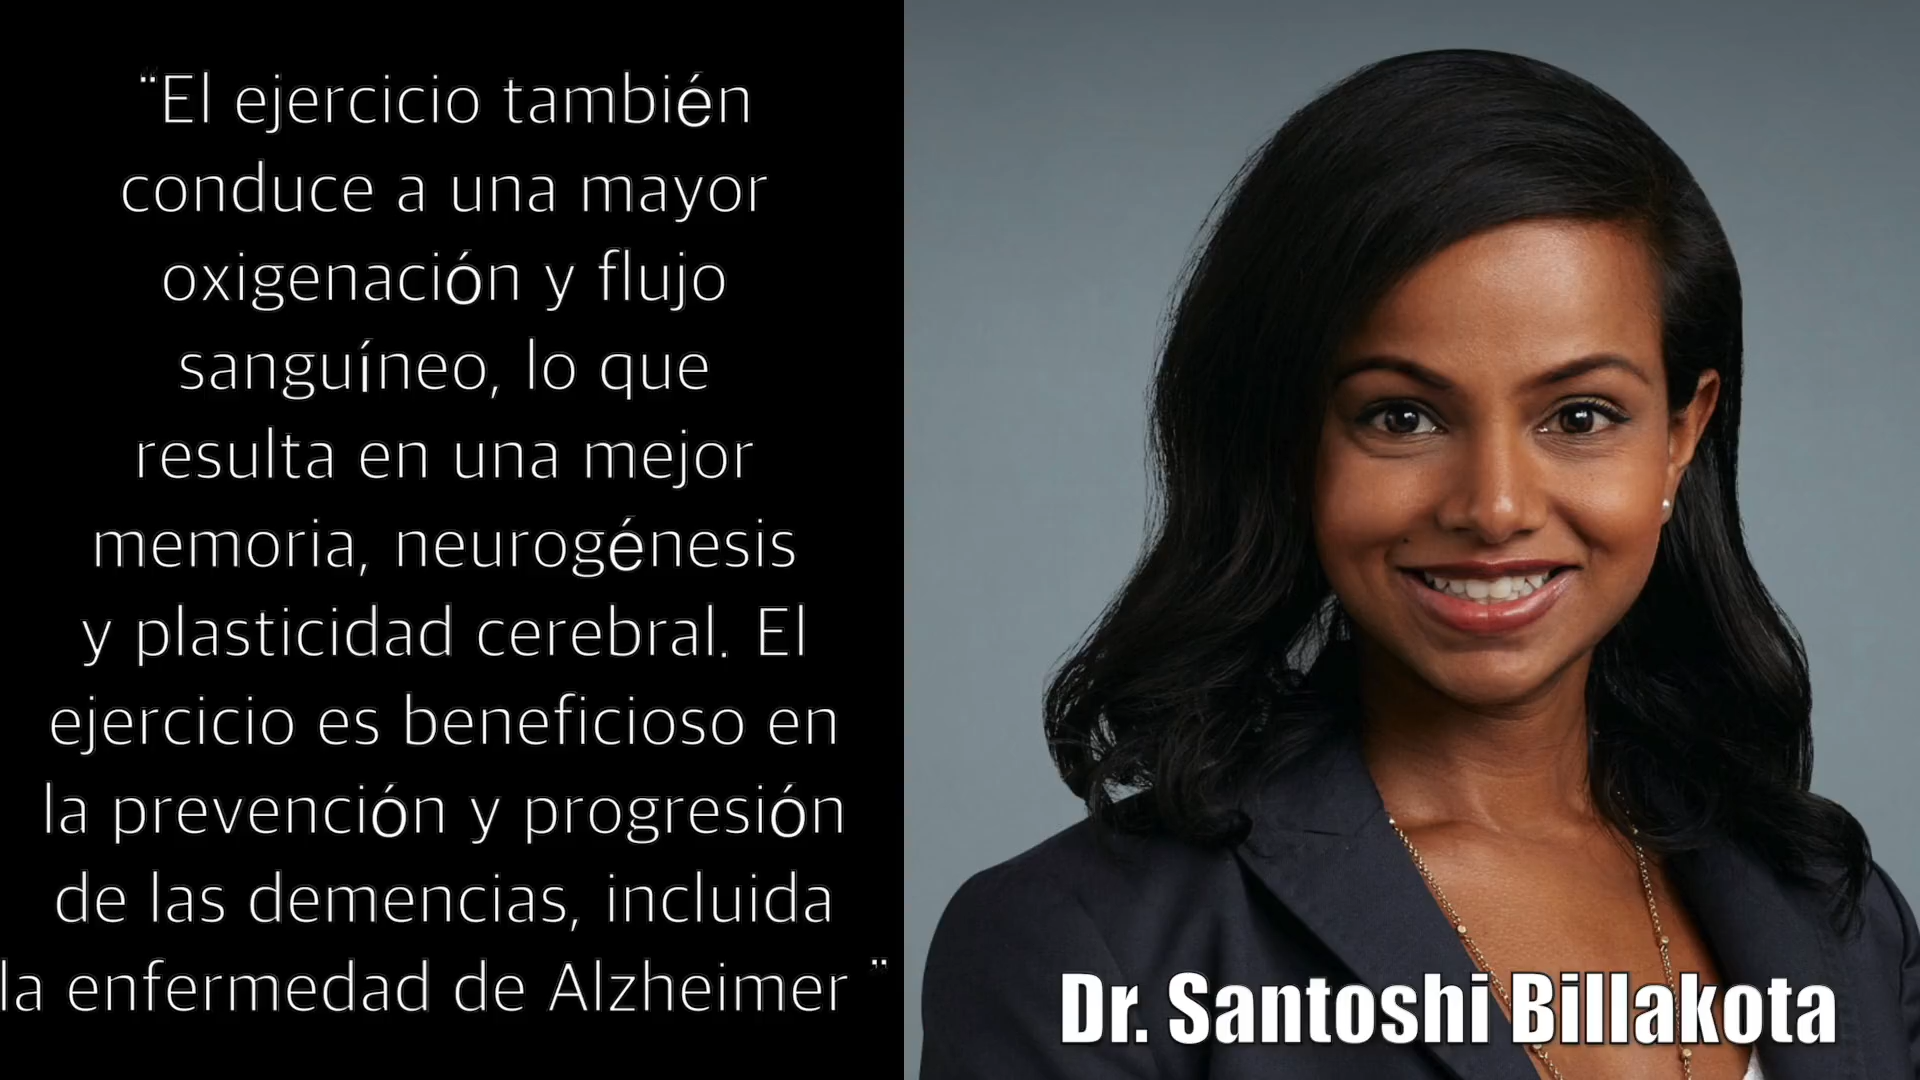 ¨El ejercicio también
conduce a una mayor
oxigenación y flujo
sanguíneo, lo que
resulta en una mejor
memoria, neurogénesis
y plasticidad cerebral. El
ejercicio es beneficioso en
la prevención y progresión
de las demencias, incluida
la enfermedad de Alzheimer ¨
Dr. Santoshi Billakota